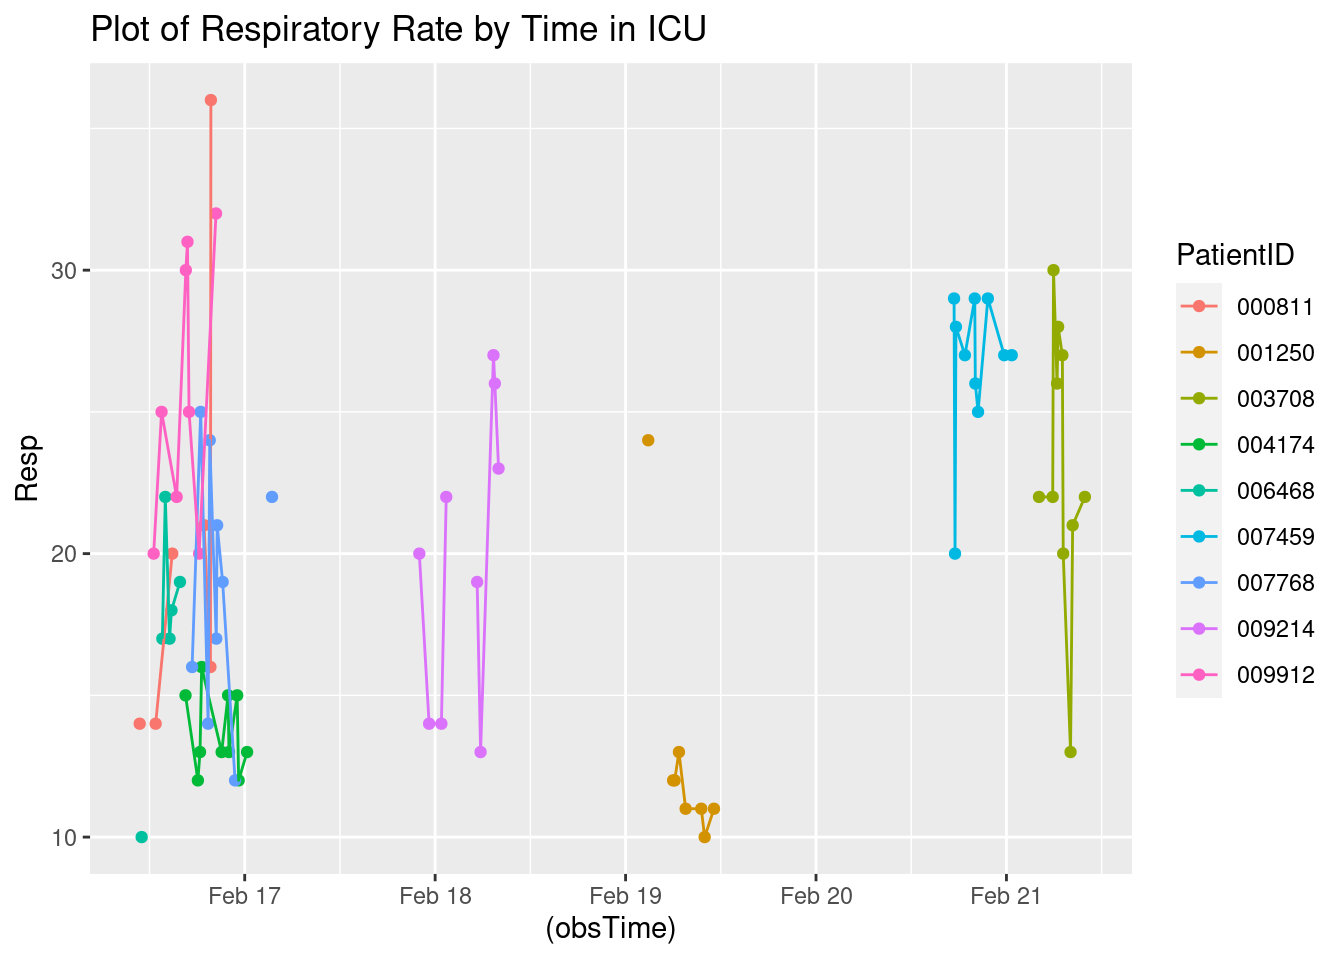 Plot of Respiratory Rate by Time in ICU
Resp
30
20
10
Feb 17 Feb 18 Feb 19 Feb 20 Feb 21
(obsTime)
PatientID
000811
001250
003708
004174
006468
007459
007768
009214
009912